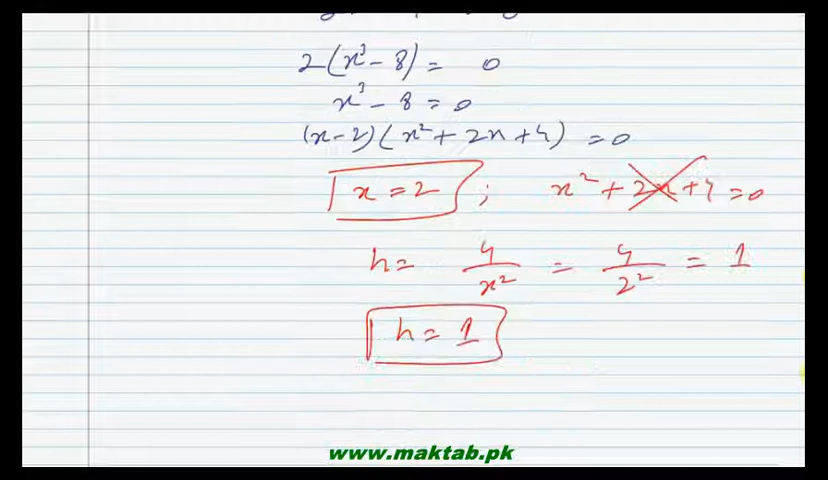 2(x³ - 8) = 0
x³ - 8 = 0
(x-2)(x² + 2x + 4) = 0
x = 2 ; x² + 2x + 4 = 0
h = 4/x² = 4/2² = 1
h = 1
www.maktab.pk